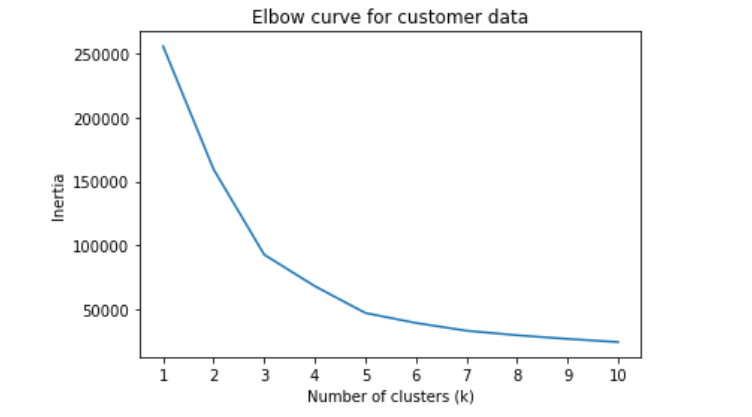 Elbow curve for customer data
250000
200000
150000
100000
50000
Inertia
1 2 3 4 5 6 7 8 9 10
Number of clusters (k)